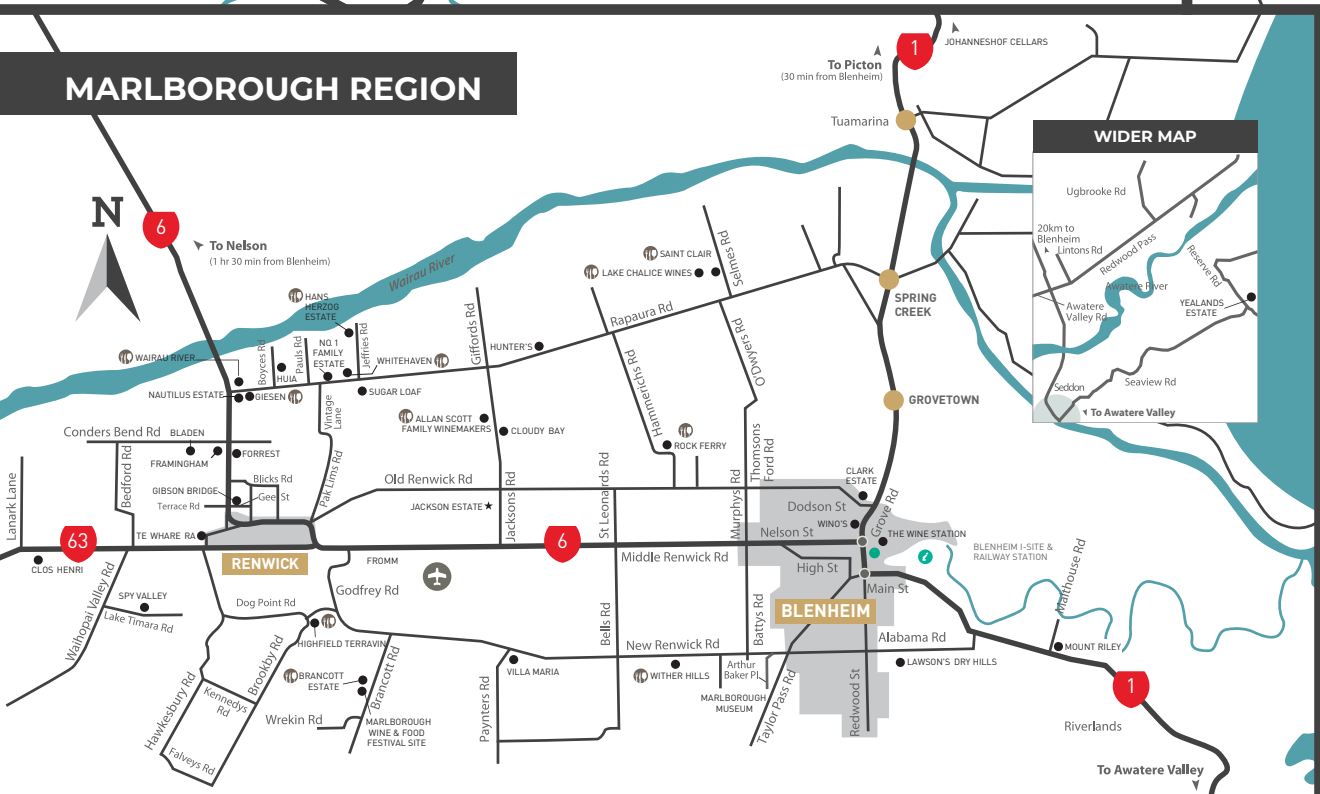 MARLBOROUGH REGION
1
JOHANNESHOF CELLARS
To Picton
(30 min from Blenheim)
Tuamarina
WIDER MAP
Ugbrooke Rd
20km to
Blenheim
Lintons Rd
Redwood Pass
Reserve Rd
Awatere River
Awatere
Valley Rd
YEALANDS
ESTATE
Seaview Rd
Seddon
To Awatere Valley
N
6
To Nelson
(1 hr 30 min from Blenheim)
Wairau River
SAINT CLAIR
LAKE CHALICE WINES
Selmes Rd
SPRING
CREEK
HANS
HERZOG
ESTATE
Rapaura Rd
Giffords Rd
HUNTER'S
NO.1
FAMILY
ESTATE
Jeffries Rd
WHITEHAVEN
Boyces Rd
Pauls Rd
WAIRAU RIVER
HUIA
SUGAR LOAF
NAUTILUS ESTATE
GIESEN
Vintage
Lane
O'Dwyers Rd
Hammerichs Rd
GROVETOWN
ALLAN SCOTT
FAMILY WINEMAKERS
CLOUDY BAY
ROCK FERRY
Conders Bend Rd
BLADEN
FRAMINGHAM
FORREST
Bedford Rd
Lanark Lane
Blicks Rd
GIBSON BRIDGE
Gee St
Terrace Rd
Pak Lims Rd
Old Renwick Rd
JACKSON ESTATE
Jacksons Rd
St Leonards Rd
Murphys Rd
Thomsons
Ford Rd
CLARK
ESTATE
Dodson St
WINO'S
Grove Rd
THE WINE STATION
Nelson St
TE WHARE RA
63
CLOS HENRI
RENWICK
FROMM
6
Middle Renwick Rd
High St
Main St
BLENHEIM I-SITE &
RAILWAY STATION
Malthouse Rd
BLENHEIM
Godfrey Rd
Waihopai Valley Rd
SPY VALLEY
Lake Timara Rd
Dog Point Rd
HIGHFIELD TERRAVIN
Bells Rd
Battys Rd
New Renwick Rd
Alabama Rd
MOUNT RILEY
LAWSON'S DRY HILLS
VILLA MARIA
WITHER HILLS
Arthur
Baker Pl
MARLBOROUGH
MUSEUM
Taylor Pass Rd
Redwood St
Brookby Rd
BRANCOTT
ESTATE
Brancott Rd
Hawkesbury Rd
Kennedys
Rd
Wrekin Rd
MARLBOROUGH
WINE & FOOD
FESTIVAL SITE
Paynters Rd
Falveys Rd
1
Riverlands
To Awatere Valley